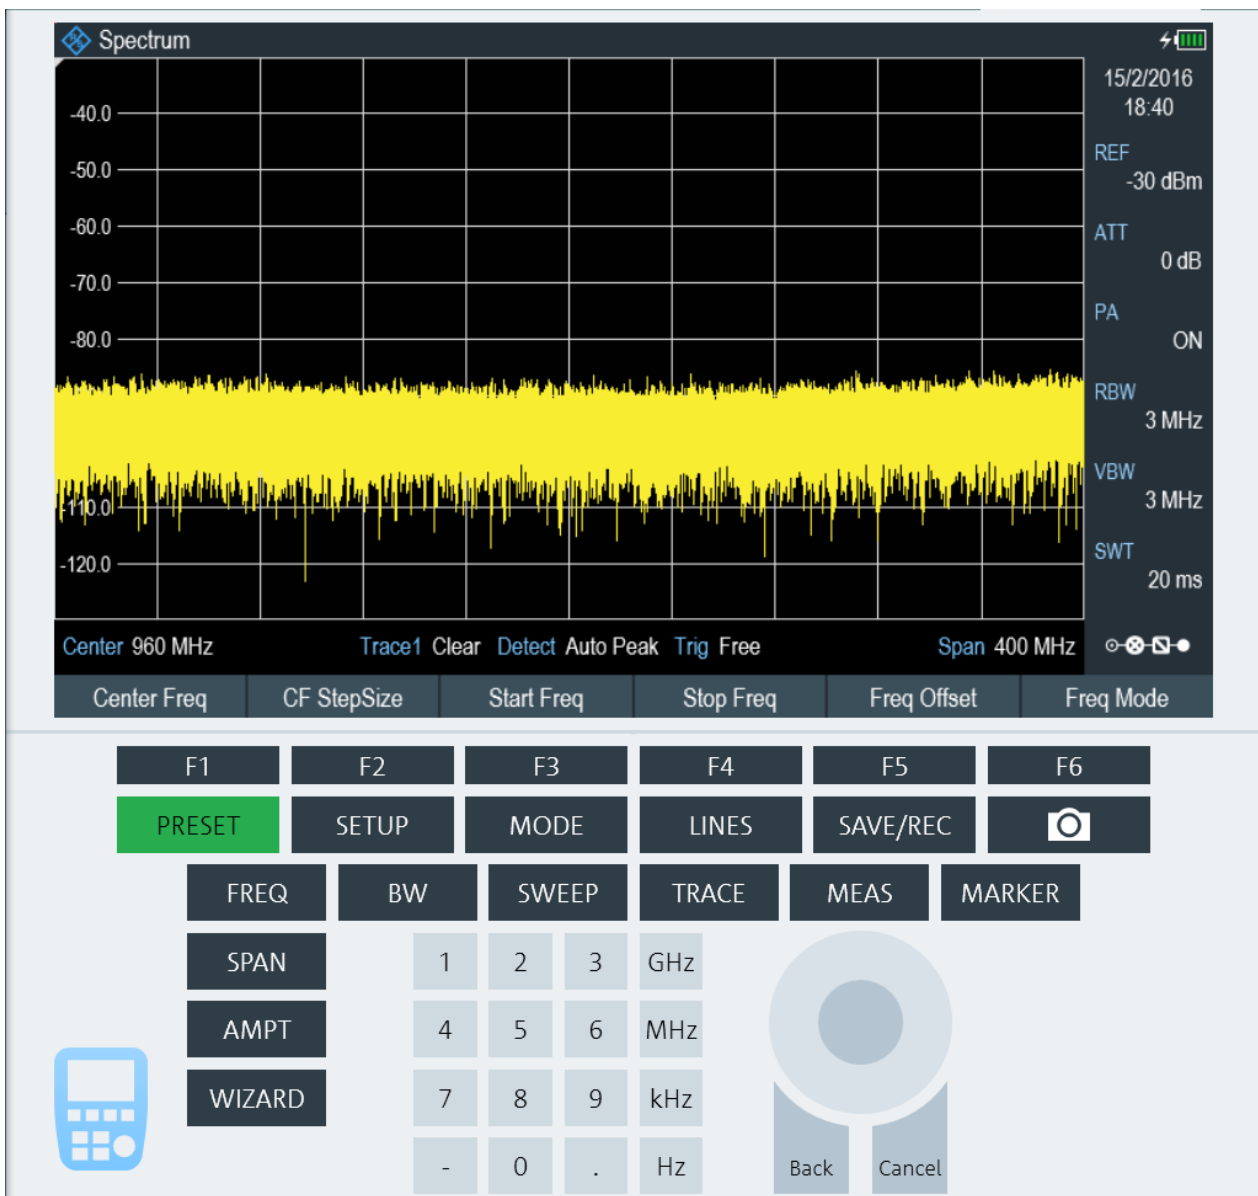 Spectrum
15/2/2016
18:40
-40.0
-50.0
-60.0
-70.0
-80.0
-110.0
-120.0
REF
-30 dBm
ATT
0 dB
PA
ON
RBW
3 MHz
VBW
3 MHz
SWT
20 ms
Center 960 MHz Trace1 Clear Detect Auto Peak Trig Free Span 400 MHz
Center Freq CF StepSize Start Freq Stop Freq Freq Offset Freq Mode
F1 F2 F3 F4 F5 F6
PRESET SETUP MODE LINES SAVE/REC
FREQ BW SWEEP TRACE MEAS MARKER
SPAN 1 2 3 GHz
AMPT 4 5 6 MHz
WIZARD 7 8 9 kHz
- 0 . Hz Back Cancel